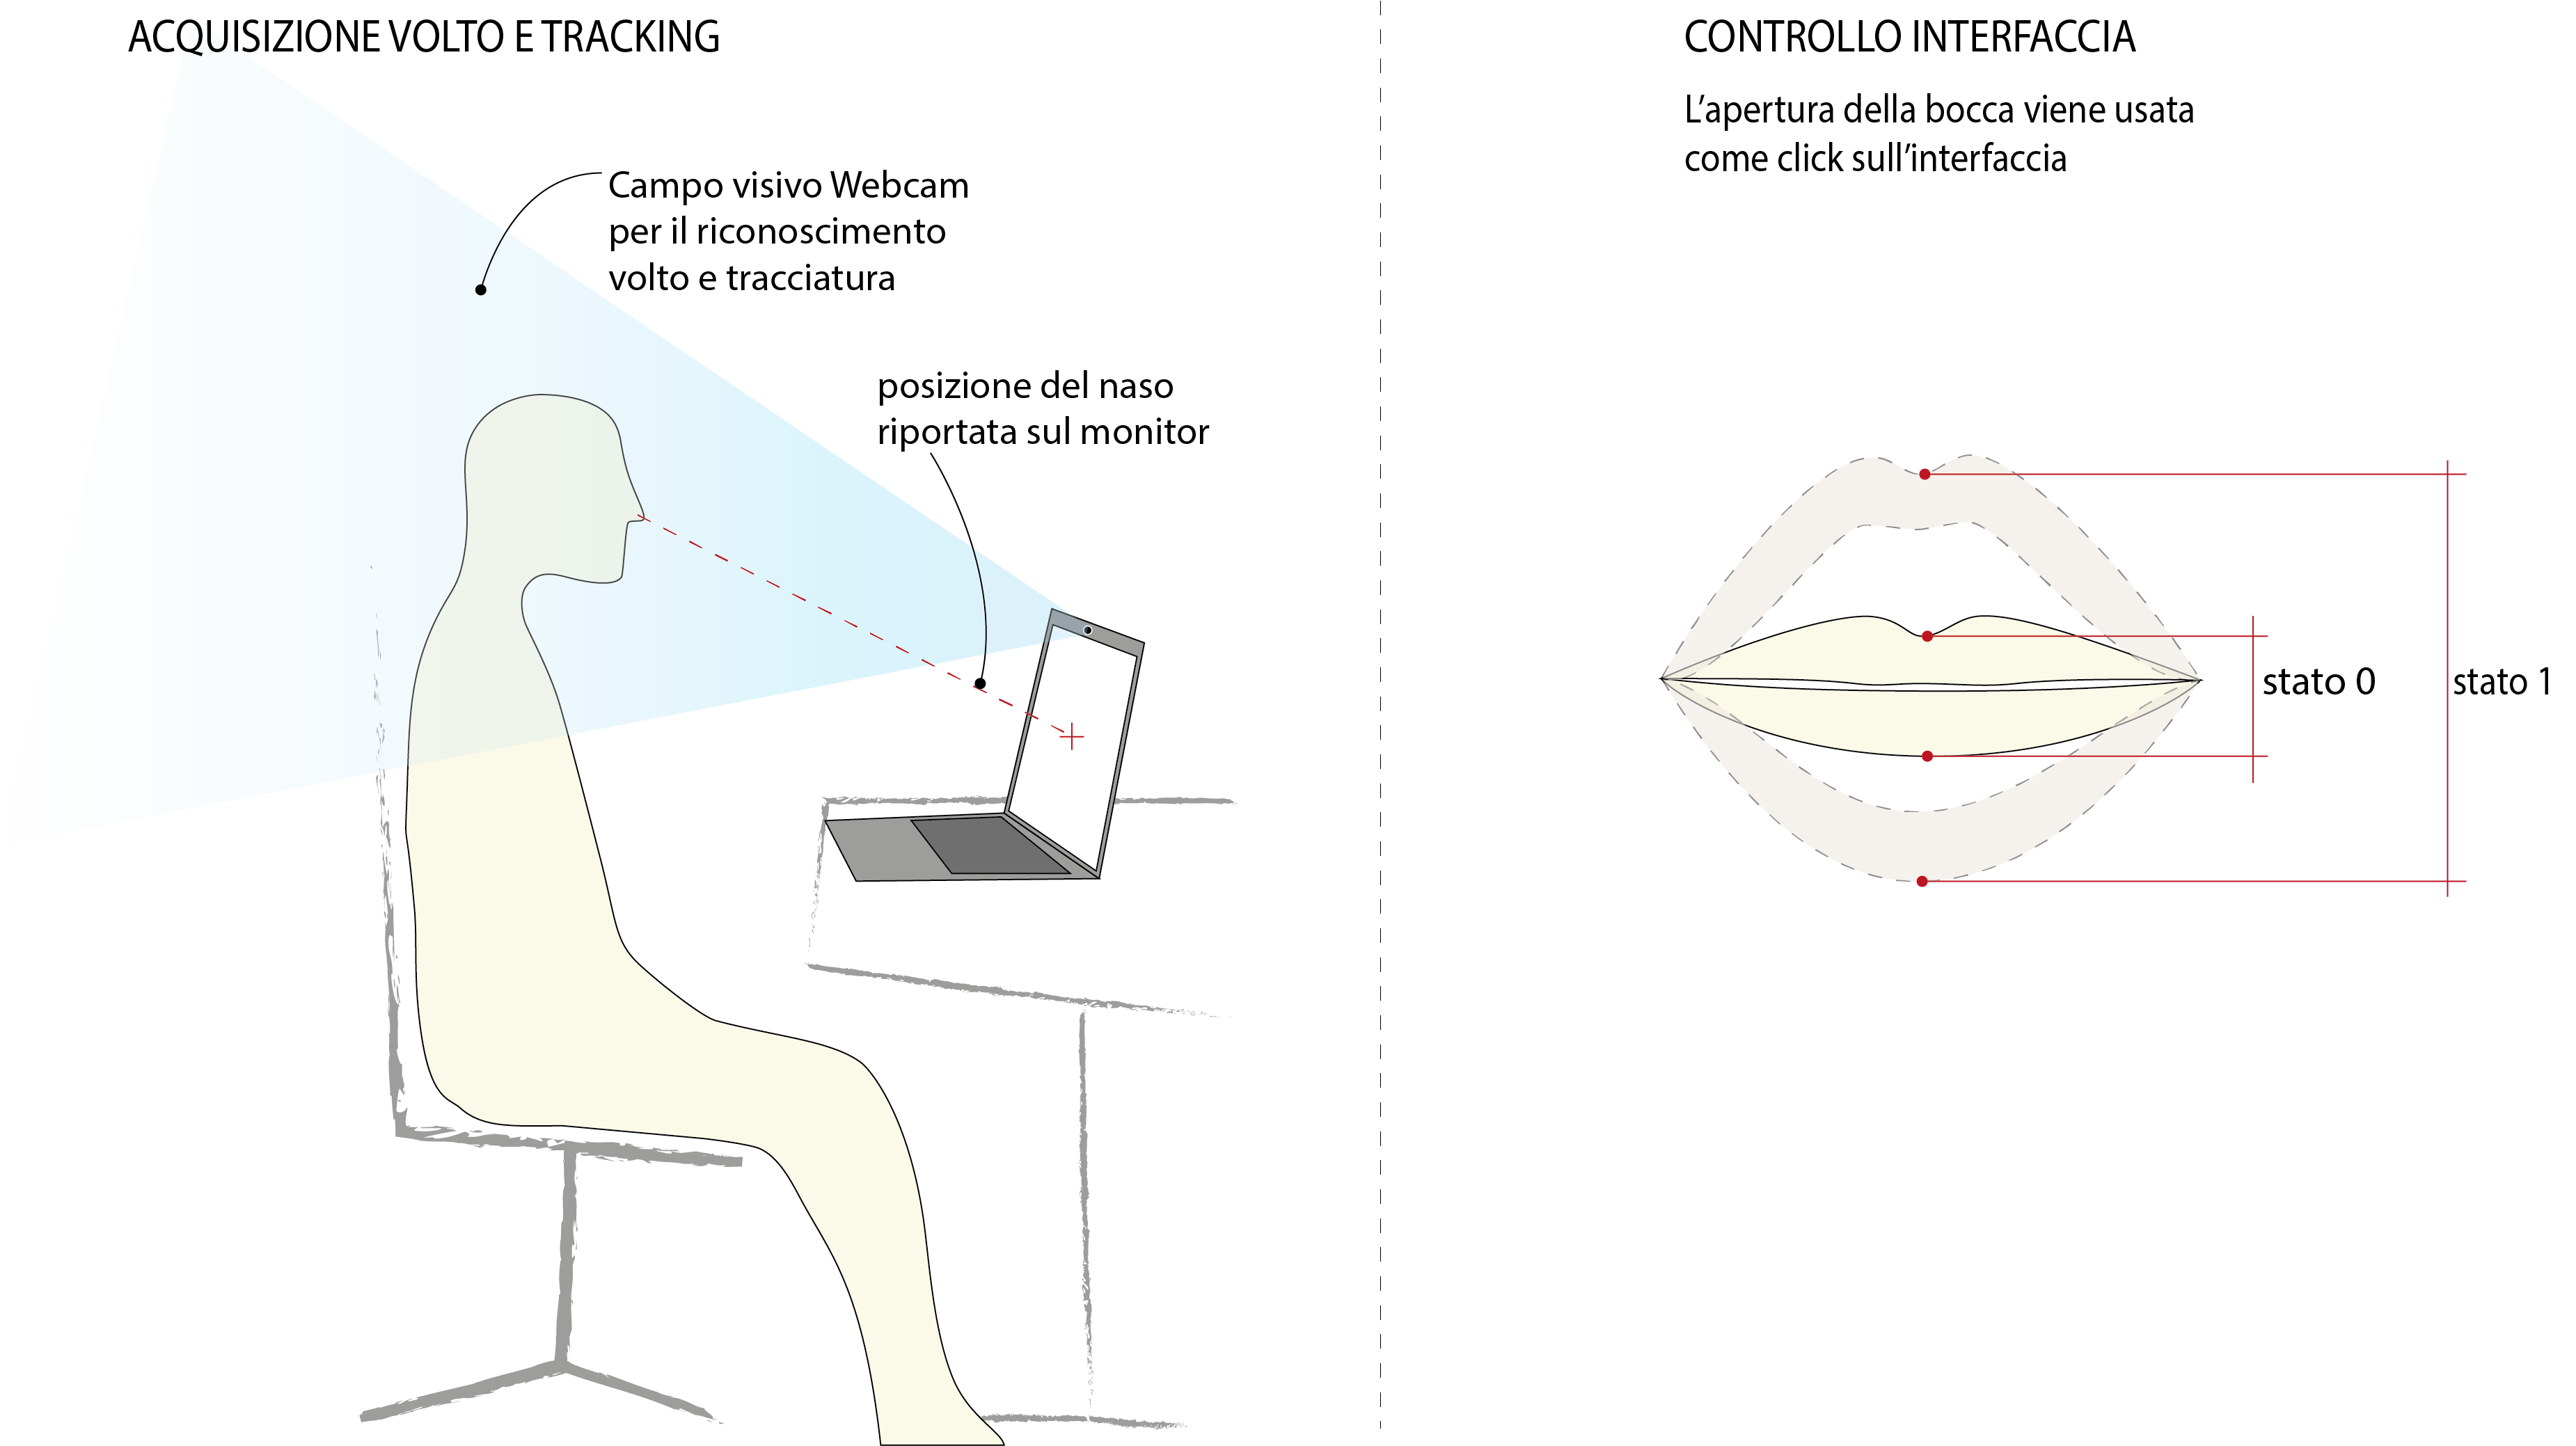 ACQUISIZIONE VOLTO E TRACKING
Campo visivo Webcam
per il riconoscimento
volto e tracciatura
posizione del naso
riportata sul monitor
CONTROLLO INTERFACCIA
L’apertura della bocca viene usata
come click sull’interfaccia
stato 0
stato 1